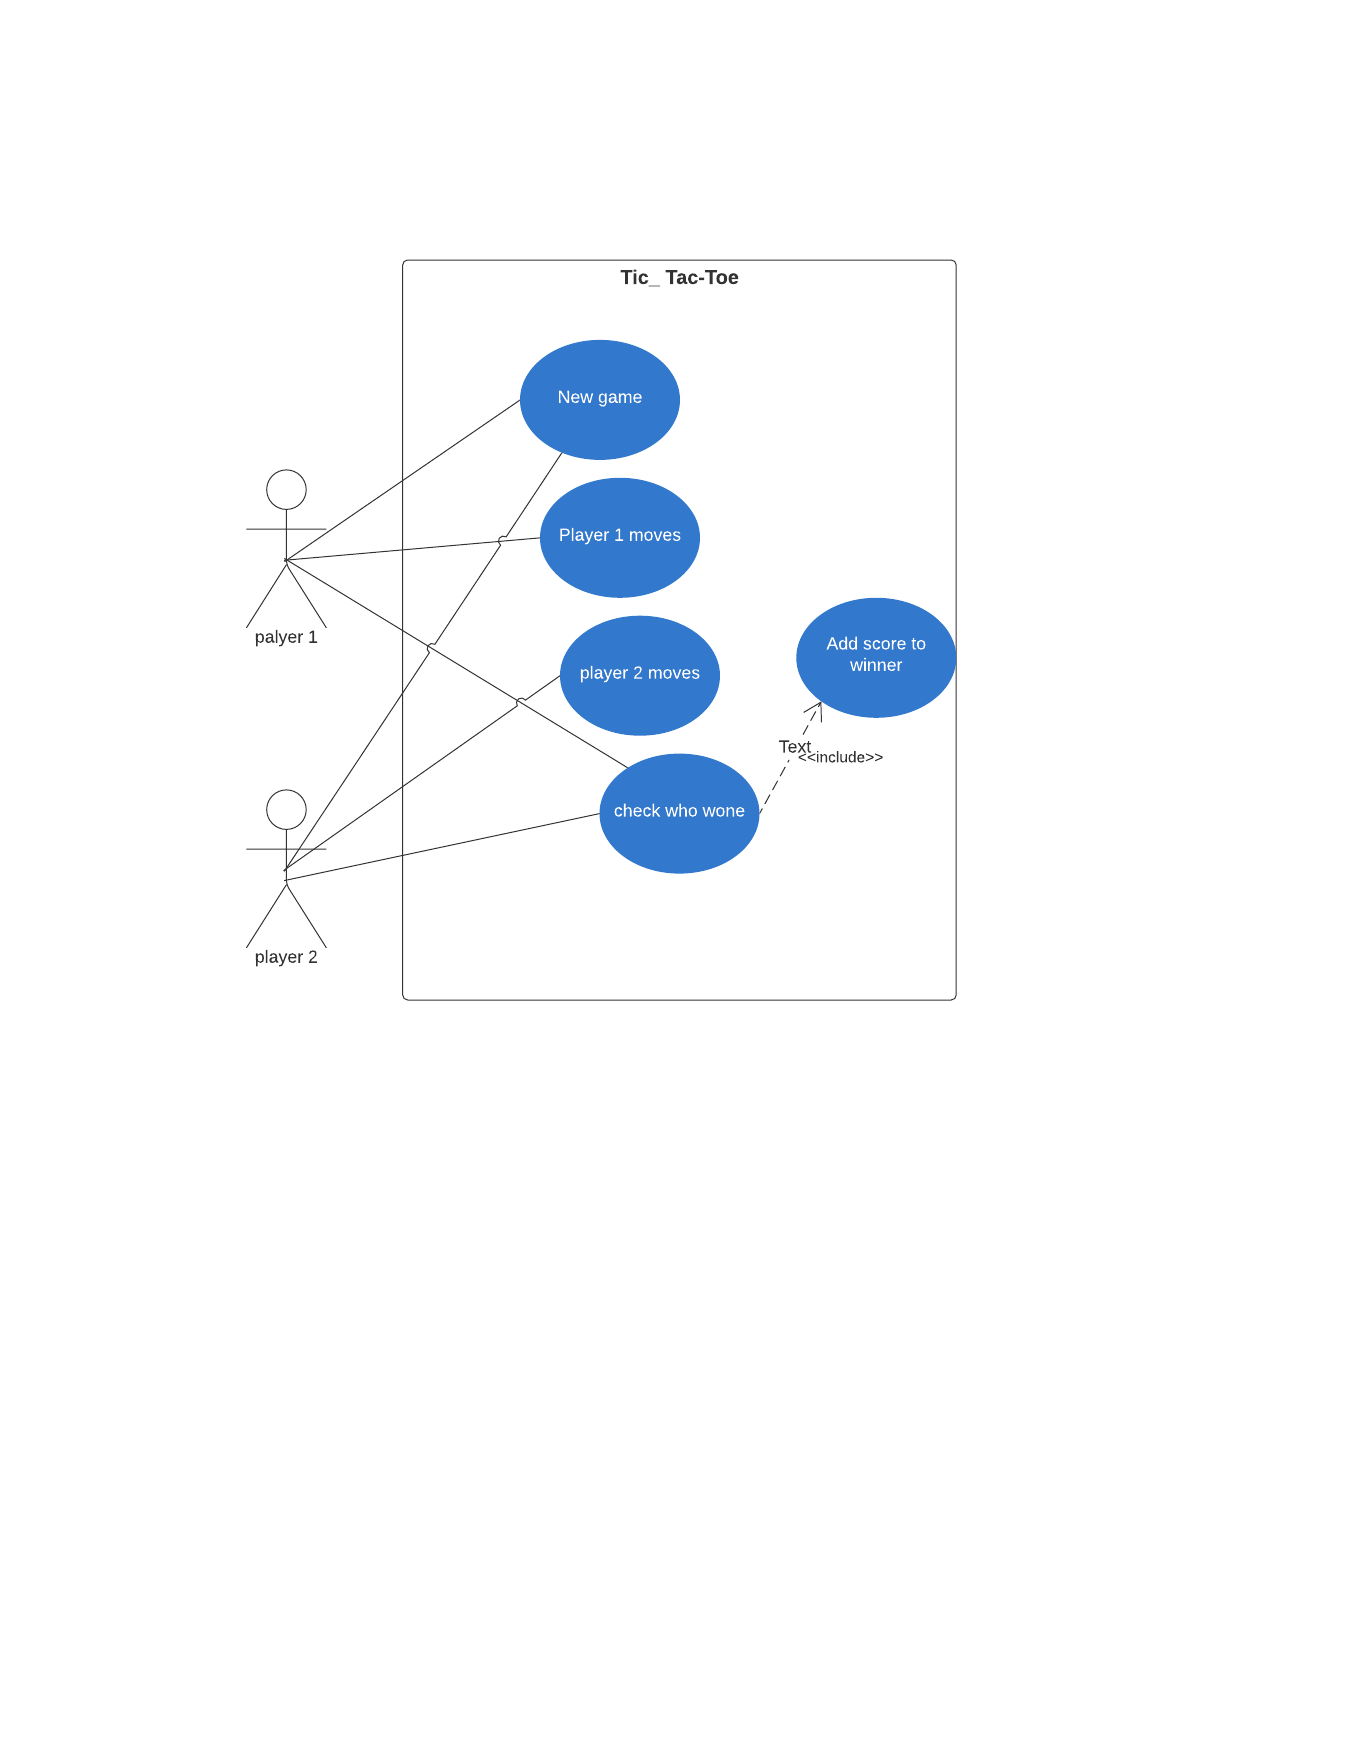 Tic_ Tac-Toe
New game
Player 1 moves
palyer 1
Add score to
winner
player 2 moves
Text
<<include>>
check who wone
player 2